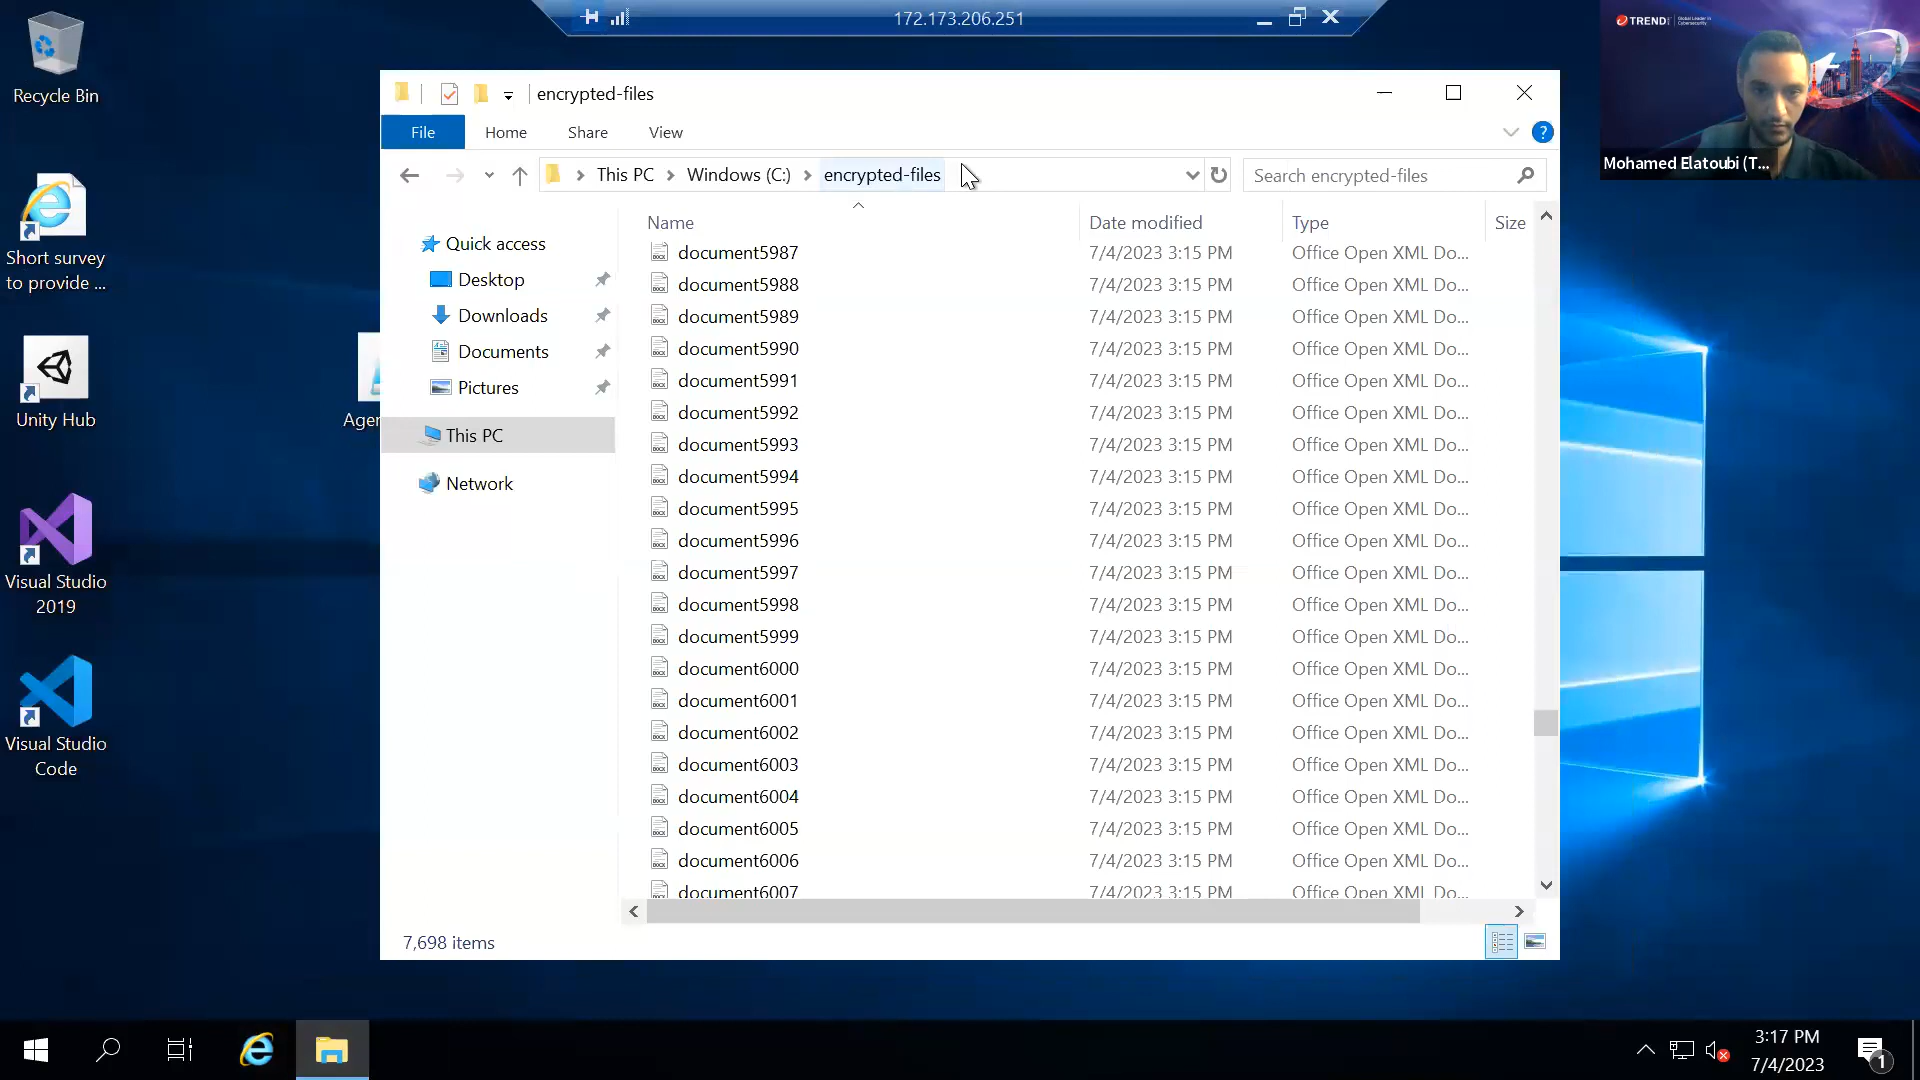 172.173.206.251
TREND
Global Leader in
Cybersecurity
Mohamed Elatoubi (T...
Recycle Bin
Short survey
to provide ...
Unity Hub
Agen
Visual Studio
2019
Visual Studio
Code
encrypted-files
File
Home
Share
View
?
This PC
Windows (C:)
encrypted-files
Search encrypted-files
Quick access
Desktop
Downloads
Documents
Pictures
This PC
Network
Name Date modified Type Size
document5987 7/4/2023 3:15 PM Office Open XML Do...
document5988 7/4/2023 3:15 PM Office Open XML Do...
document5989 7/4/2023 3:15 PM Office Open XML Do...
document5990 7/4/2023 3:15 PM Office Open XML Do...
document5991 7/4/2023 3:15 PM Office Open XML Do...
document5992 7/4/2023 3:15 PM Office Open XML Do...
document5993 7/4/2023 3:15 PM Office Open XML Do...
document5994 7/4/2023 3:15 PM Office Open XML Do...
document5995 7/4/2023 3:15 PM Office Open XML Do...
document5996 7/4/2023 3:15 PM Office Open XML Do...
document5997 7/4/2023 3:15 PM Office Open XML Do...
document5998 7/4/2023 3:15 PM Office Open XML Do...
document5999 7/4/2023 3:15 PM Office Open XML Do...
document6000 7/4/2023 3:15 PM Office Open XML Do...
document6001 7/4/2023 3:15 PM Office Open XML Do...
document6002 7/4/2023 3:15 PM Office Open XML Do...
document6003 7/4/2023 3:15 PM Office Open XML Do...
document6004 7/4/2023 3:15 PM Office Open XML Do...
document6005 7/4/2023 3:15 PM Office Open XML Do...
document6006 7/4/2023 3:15 PM Office Open XML Do...
document6007 7/4/2023 3:15 PM Office Open XML Do...
7,698 items
3:17 PM
7/4/2023
1